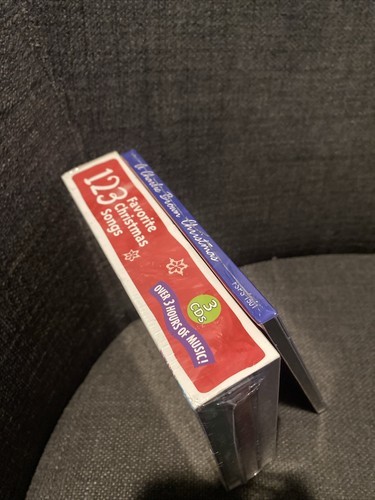 123 Favorite
Christmas
Songs
3
CDs
OVER 3 HOURS OF MUSIC!
A Charlie Brown Christmas